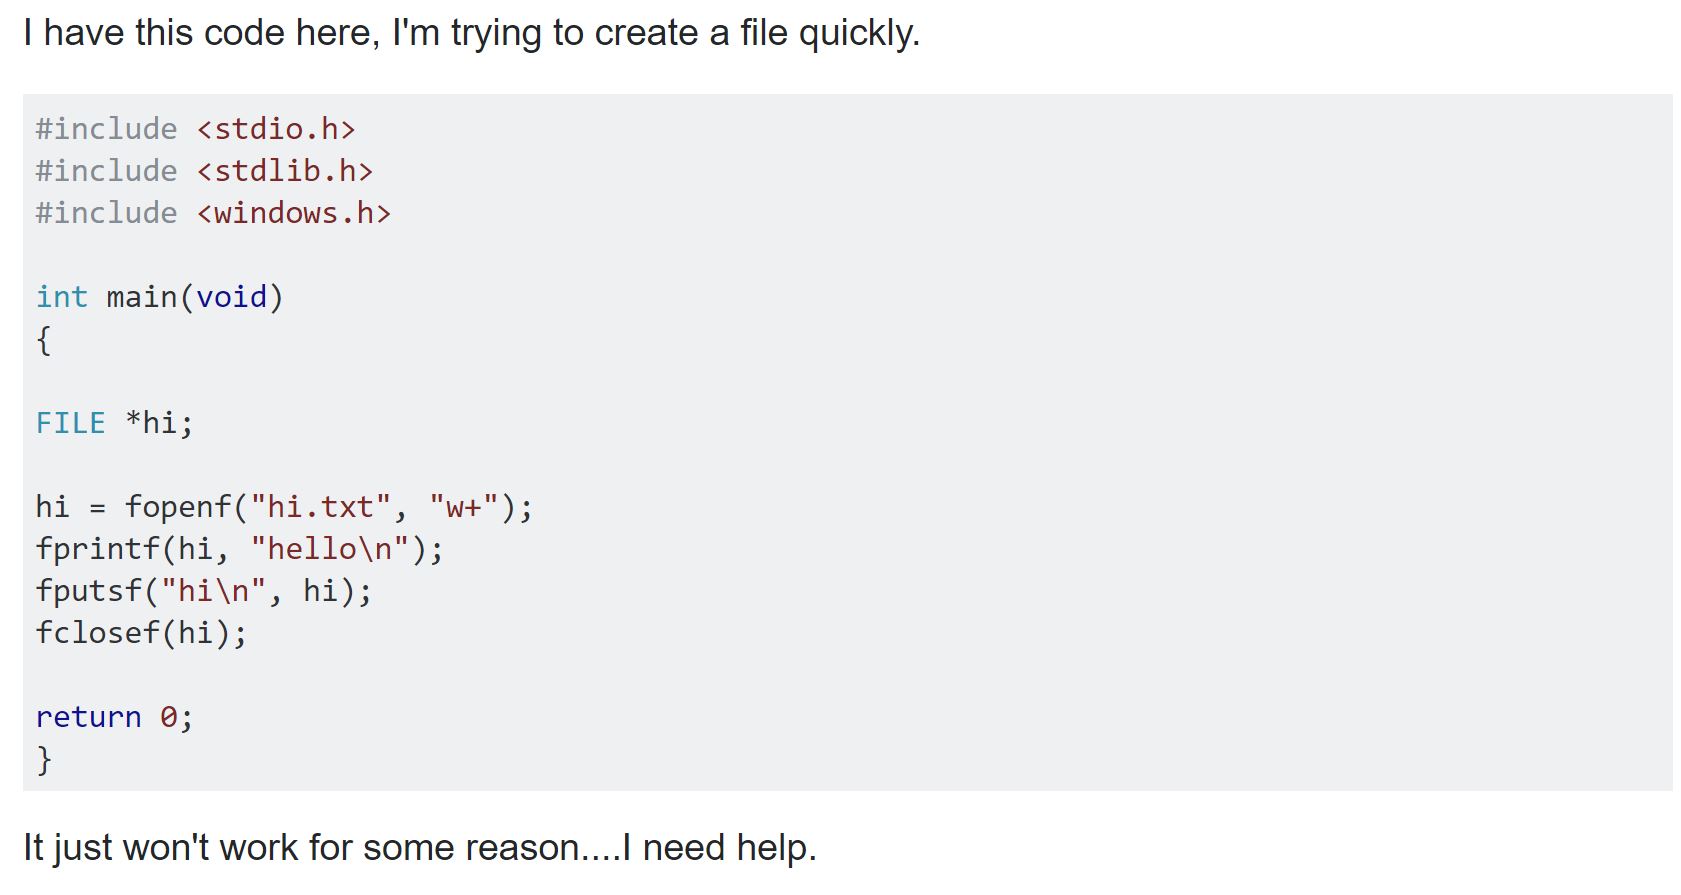 I have this code here, I'm trying to create a file quickly.
#include <stdio.h>
#include <stdlib.h>
#include <windows.h>
int main(void)
{
FILE *hi;
hi = fopenf("hi.txt", "w+");
fprintf(hi, "hello\n");
fputsf("hi\n", hi);
fclosef(hi);
return 0;
}
It just won't work for some reason....I need help.